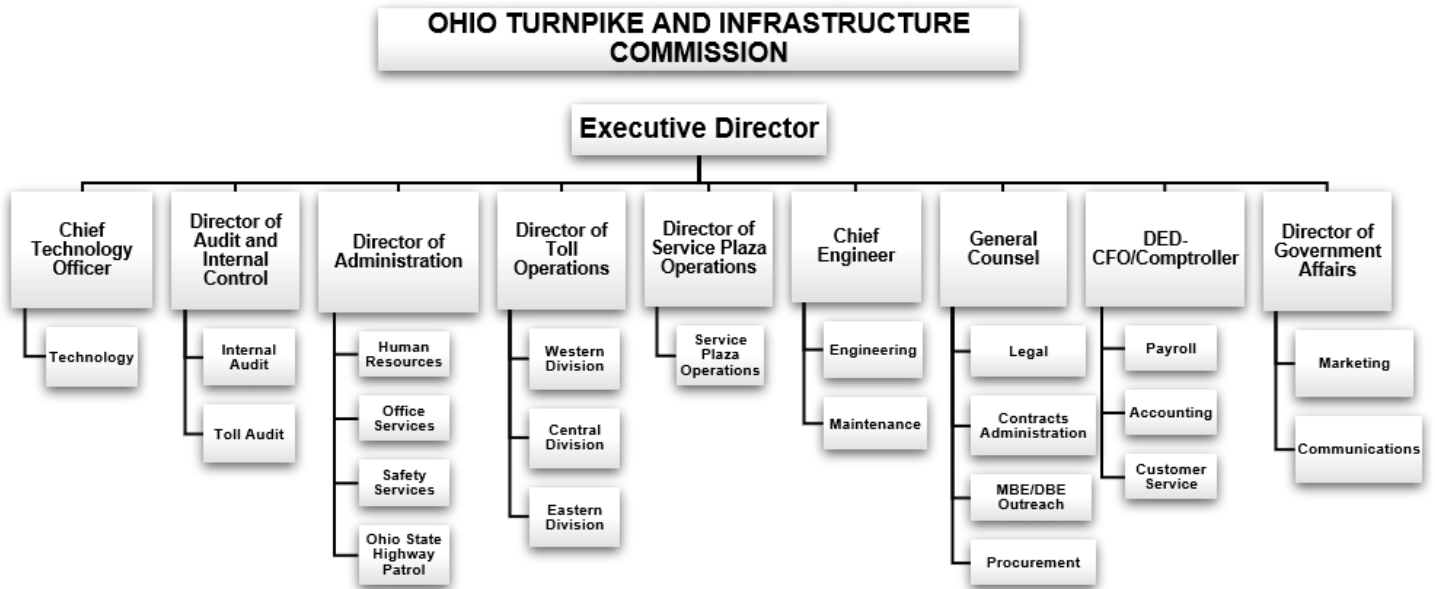 OHIO TURNPIKE AND INFRASTRUCTURE
COMMISSION
Executive Director
Chief
Technology
Officer
Technology
Director of
Audit and
Internal
Control
Internal
Audit
Toll Audit
Director of
Administration
Human
Resources
Office
Services
Safety
Services
Ohio State
Highway
Patrol
Director of
Toll
Operations
Western
Division
Central
Division
Eastern
Division
Director of
Service Plaza
Operations
Service
Plaza
Operations
Chief
Engineer
Engineering
Maintenance
General
Counsel
Legal
Contracts
Administration
MBE/DBE
Outreach
Procurement
DED-
CFO/Comptroller
Payroll
Accounting
Customer
Service
Director of
Government
Affairs
Marketing
Communications